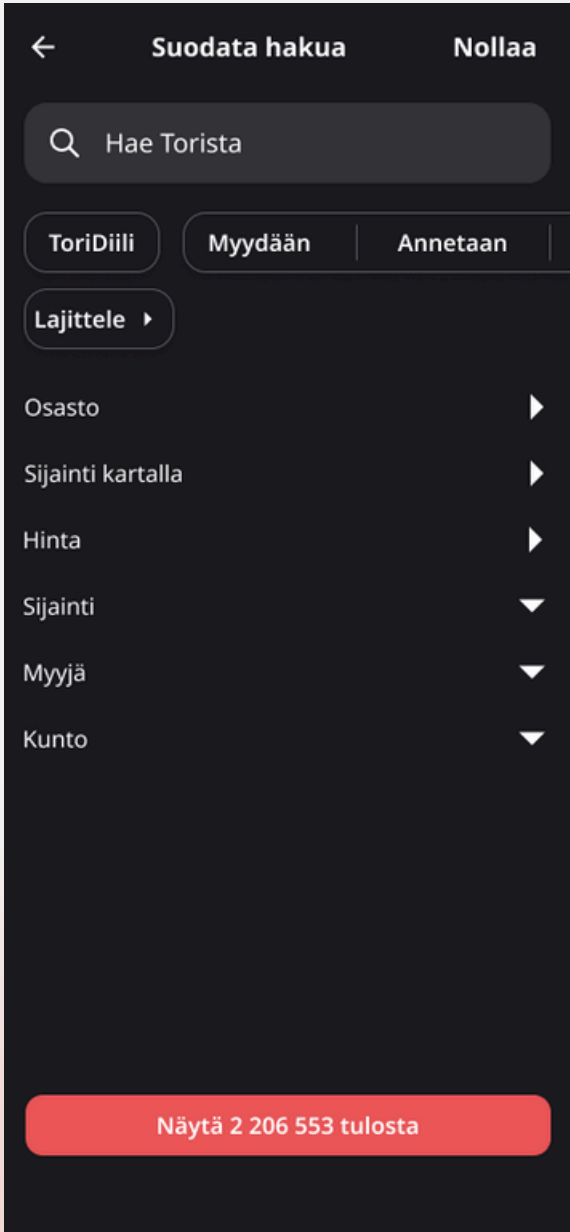 Suodata hakua Nollaa
Hae Torista
ToriDiili Myydään Annetaan
Lajittele
Osasto
Sijainti kartalla
Hinta
Sijainti
Myyjä
Kunto
Näytä 2 206 553 tulosta